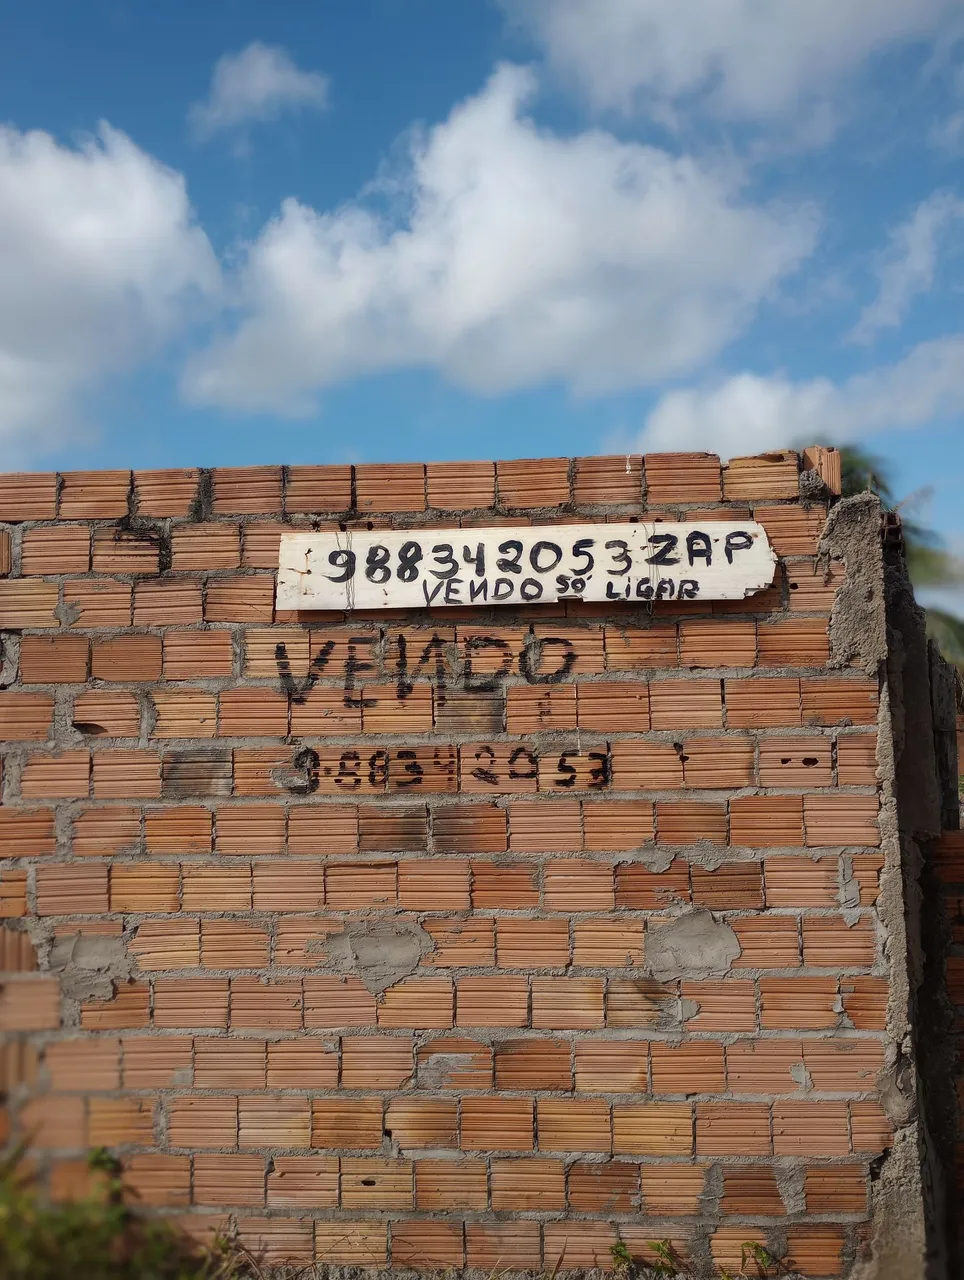 988342053 ZAP
VENDO SÓ LIGAR
VENDO
988342053